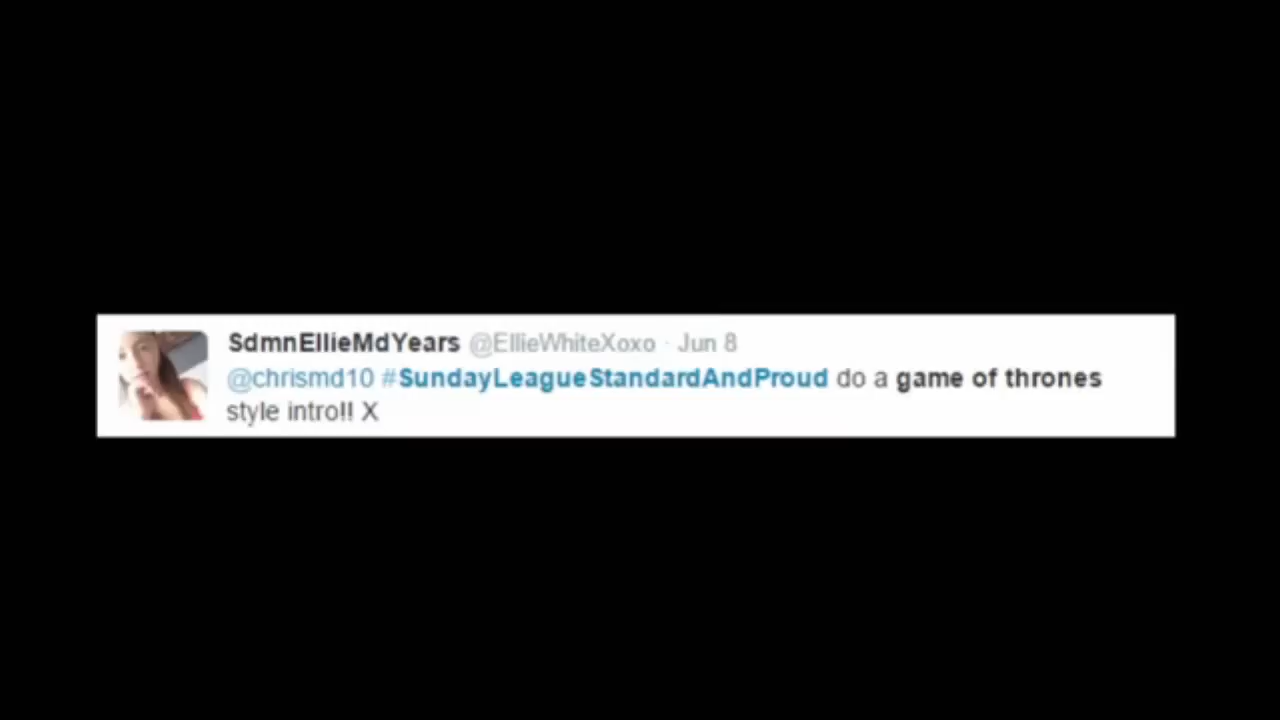 SdmnEllieMdYears @EllieWhiteXoxo · Jun 8
@chrismd10 #SundayLeagueStandardAndProud do a game of thrones
style intro!! X